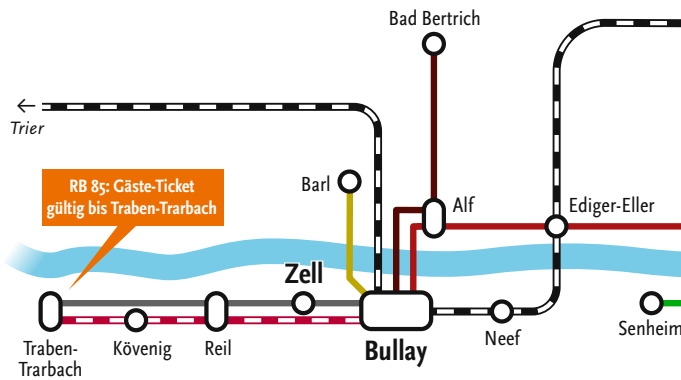 Bad Bertrich
←
Trier
RB 85: Gäste-Ticket
gültig bis Traben-Trarbach
Barl
Alf
Ediger-Eller
Zell
Traben-
Trarbach
Kövenig
Reil
Bullay
Neef
Senheim